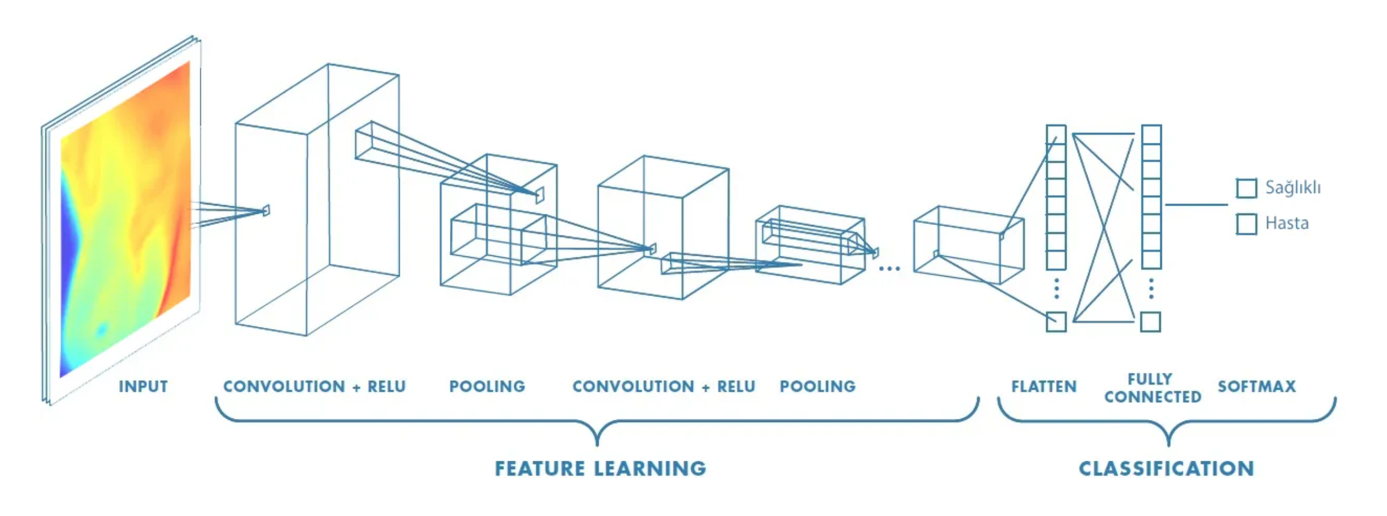 Sağlıklı
Hasta
INPUT
CONVOLUTION + RELU
POOLING
CONVOLUTION + RELU
POOLING
FLATTEN
FULLY
CONNECTED
SOFTMAX
FEATURE LEARNING
CLASSIFICATION